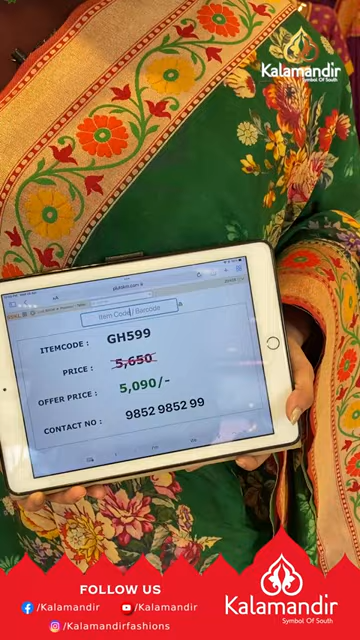 Kalamandir
Symbol Of South
Item Code/ Barcode
ITEMCODE : GH599
PRICE : 5,650
OFFER PRICE : 5,090/-
CONTACT NO : 9852 9852 99
FOLLOW US
/Kalamandir /Kalamandir
/Kalamandirfashions
Kalamandir
Symbol Of South